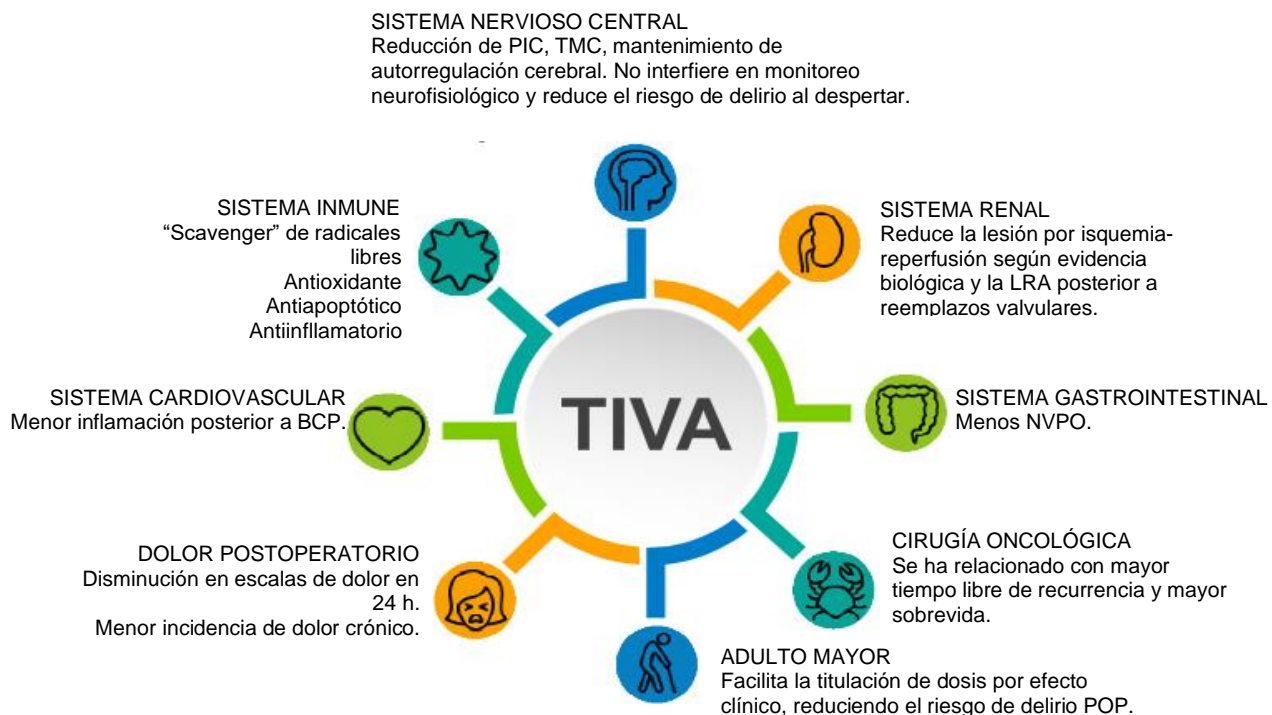 SISTEMA NERVIOSO CENTRAL
Reducción de PIC, TMC, mantenimiento de
autorregulación cerebral. No interfiere en monitoreo
neurofisiológico y reduce el riesgo de delirio al despertar.
SISTEMA INMUNE
“Scavenger” de radicales
libres
Antioxidante
Antiapoptótico
Antiinfllamatorio
SISTEMA RENAL
Reduce la lesión por isquemia-
reperfusión según evidencia
biológica y la LRA posterior a
reemplazos valvulares.
TIVA
SISTEMA CARDIOVASCULAR
Menor inflamación posterior a BCP.
SISTEMA GASTROINTESTINAL
Menos NVPO.
DOLOR POSTOPERATORIO
Disminución en escalas de dolor en
24 h.
Menor incidencia de dolor crónico.
CIRUGÍA ONCOLÓGICA
Se ha relacionado con mayor
tiempo libre de recurrencia y mayor
sobrevida.
ADULTO MAYOR
Facilita la titulación de dosis por efecto
clínico, reduciendo el riesgo de delirio POP.